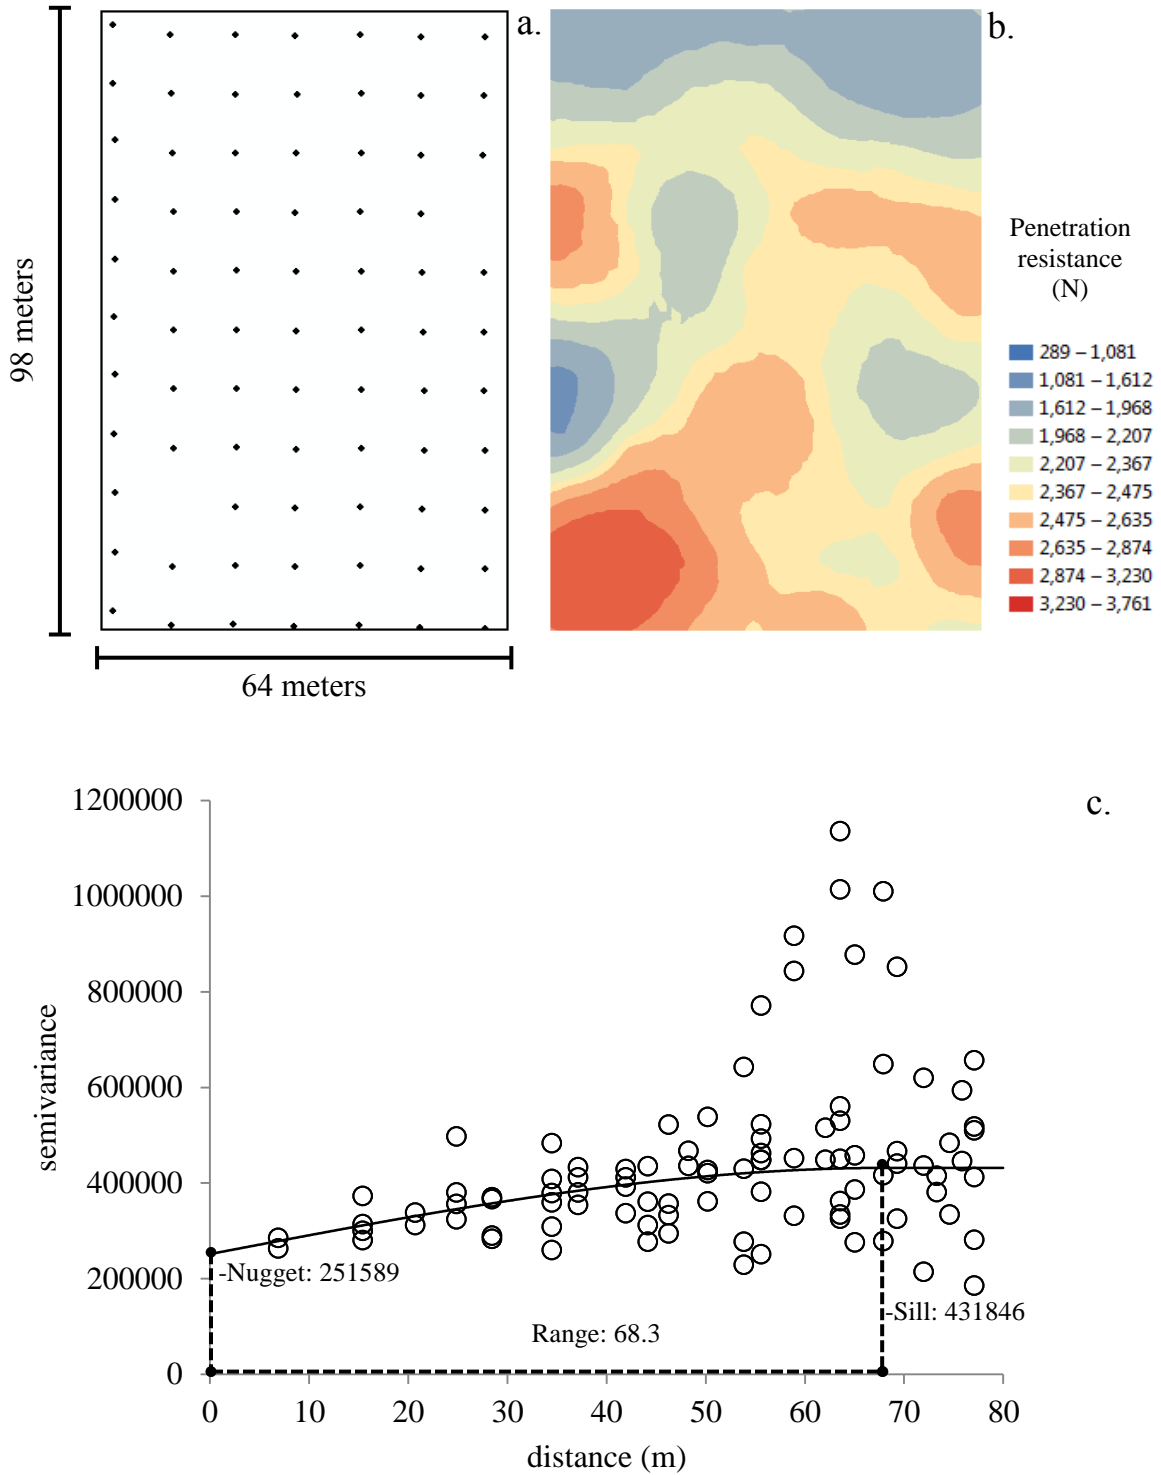 a.
b.
98 meters
64 meters
Penetration
resistance
(N)
289 – 1,081
1,081 – 1,612
1,612 – 1,968
1,968 – 2,207
2,207 – 2,367
2,367 – 2,475
2,475 – 2,635
2,635 – 2,874
2,874 – 3,230
3,230 – 3,761
c.
semivariance
1200000
1000000
800000
600000
400000
200000
0
-Nugget: 251589
Range: 68.3
-Sill: 431846
0 10 20 30 40 50 60 70 80
distance (m)